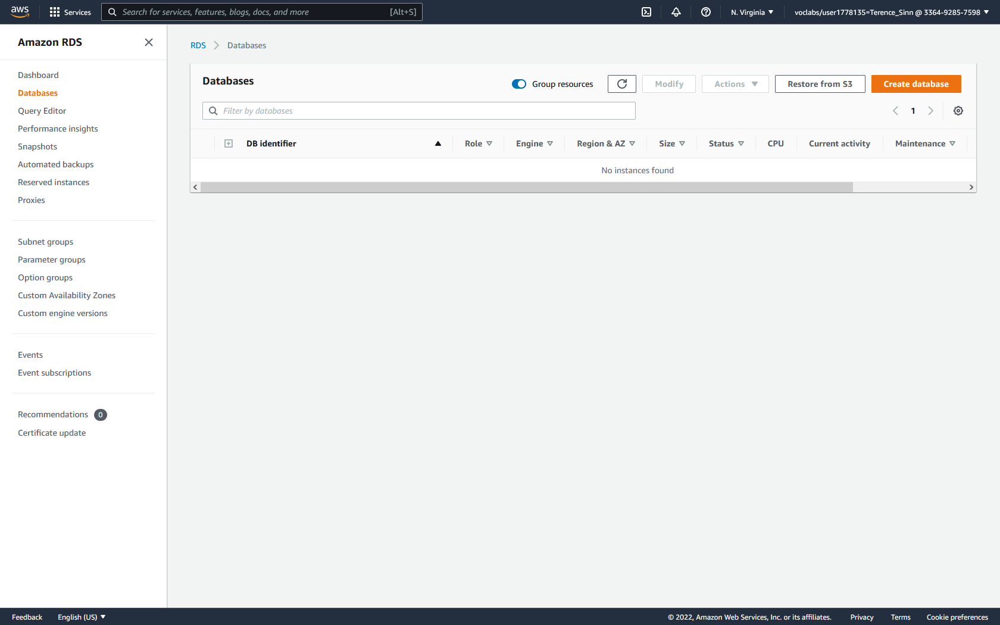 aws
Services
Search for services, features, blogs, docs, and more
[Alt+S]
N. Virginia
voclabs/user1778135=Terence_Sinn @ 3364-9285-7598
Amazon RDS
Dashboard
Databases
Query Editor
Performance insights
Snapshots
Automated backups
Reserved instances
Proxies
Subnet groups
Parameter groups
Option groups
Custom Availability Zones
Custom engine versions
Events
Event subscriptions
Recommendations 0
Certificate update
RDS > Databases
Databases
Group resources
Modify
Actions
Restore from S3
Create database
Filter by databases
1
DB identifier
Role
Engine
Region & AZ
Size
Status
CPU
Current activity
Maintenance
No instances found
Feedback
English (US)
© 2022, Amazon Web Services, Inc. or its affiliates.
Privacy
Terms
Cookie preferences